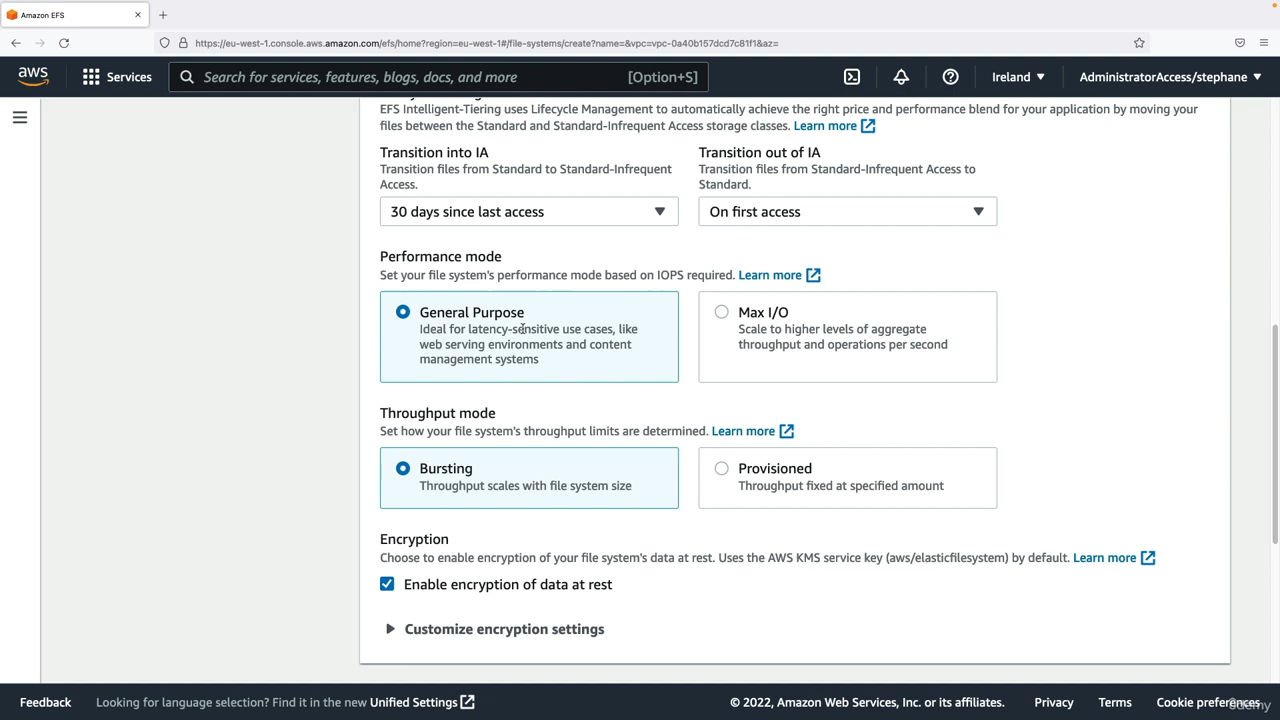 Amazon EFS
https://eu-west-1.console.aws.amazon.com/efs/home?region=eu-west-1#/file-systems/create?name=&vpc=vpc-0a40b157dcd7c81f1&az=
aws
Services
Search for services, features, blogs, docs, and more
[Option+S]
Ireland
AdministratorAccess/stephane
EFS Intelligent-Tiering uses Lifecycle Management to automatically achieve the right price and performance blend for your application by moving your
files between the Standard and Standard-Infrequent Access storage classes. Learn more
Transition into IA
Transition files from Standard to Standard-Infrequent
Access.
30 days since last access
Transition out of IA
Transition files from Standard-Infrequent Access to
Standard.
On first access
Performance mode
Set your file system's performance mode based on IOPS required. Learn more
General Purpose
Ideal for latency-sensitive use cases, like
web serving environments and content
management systems
Max I/O
Scale to higher levels of aggregate
throughput and operations per second
Throughput mode
Set how your file system's throughput limits are determined. Learn more
Bursting
Throughput scales with file system size
Provisioned
Throughput fixed at specified amount
Encryption
Choose to enable encryption of your file system's data at rest. Uses the AWS KMS service key (aws/elasticfilesystem) by default. Learn more
Enable encryption of data at rest
Customize encryption settings
Feedback
Looking for language selection? Find it in the new Unified Settings
© 2022, Amazon Web Services, Inc. or its affiliates.
Privacy
Terms
Cookie preferences
Udemy